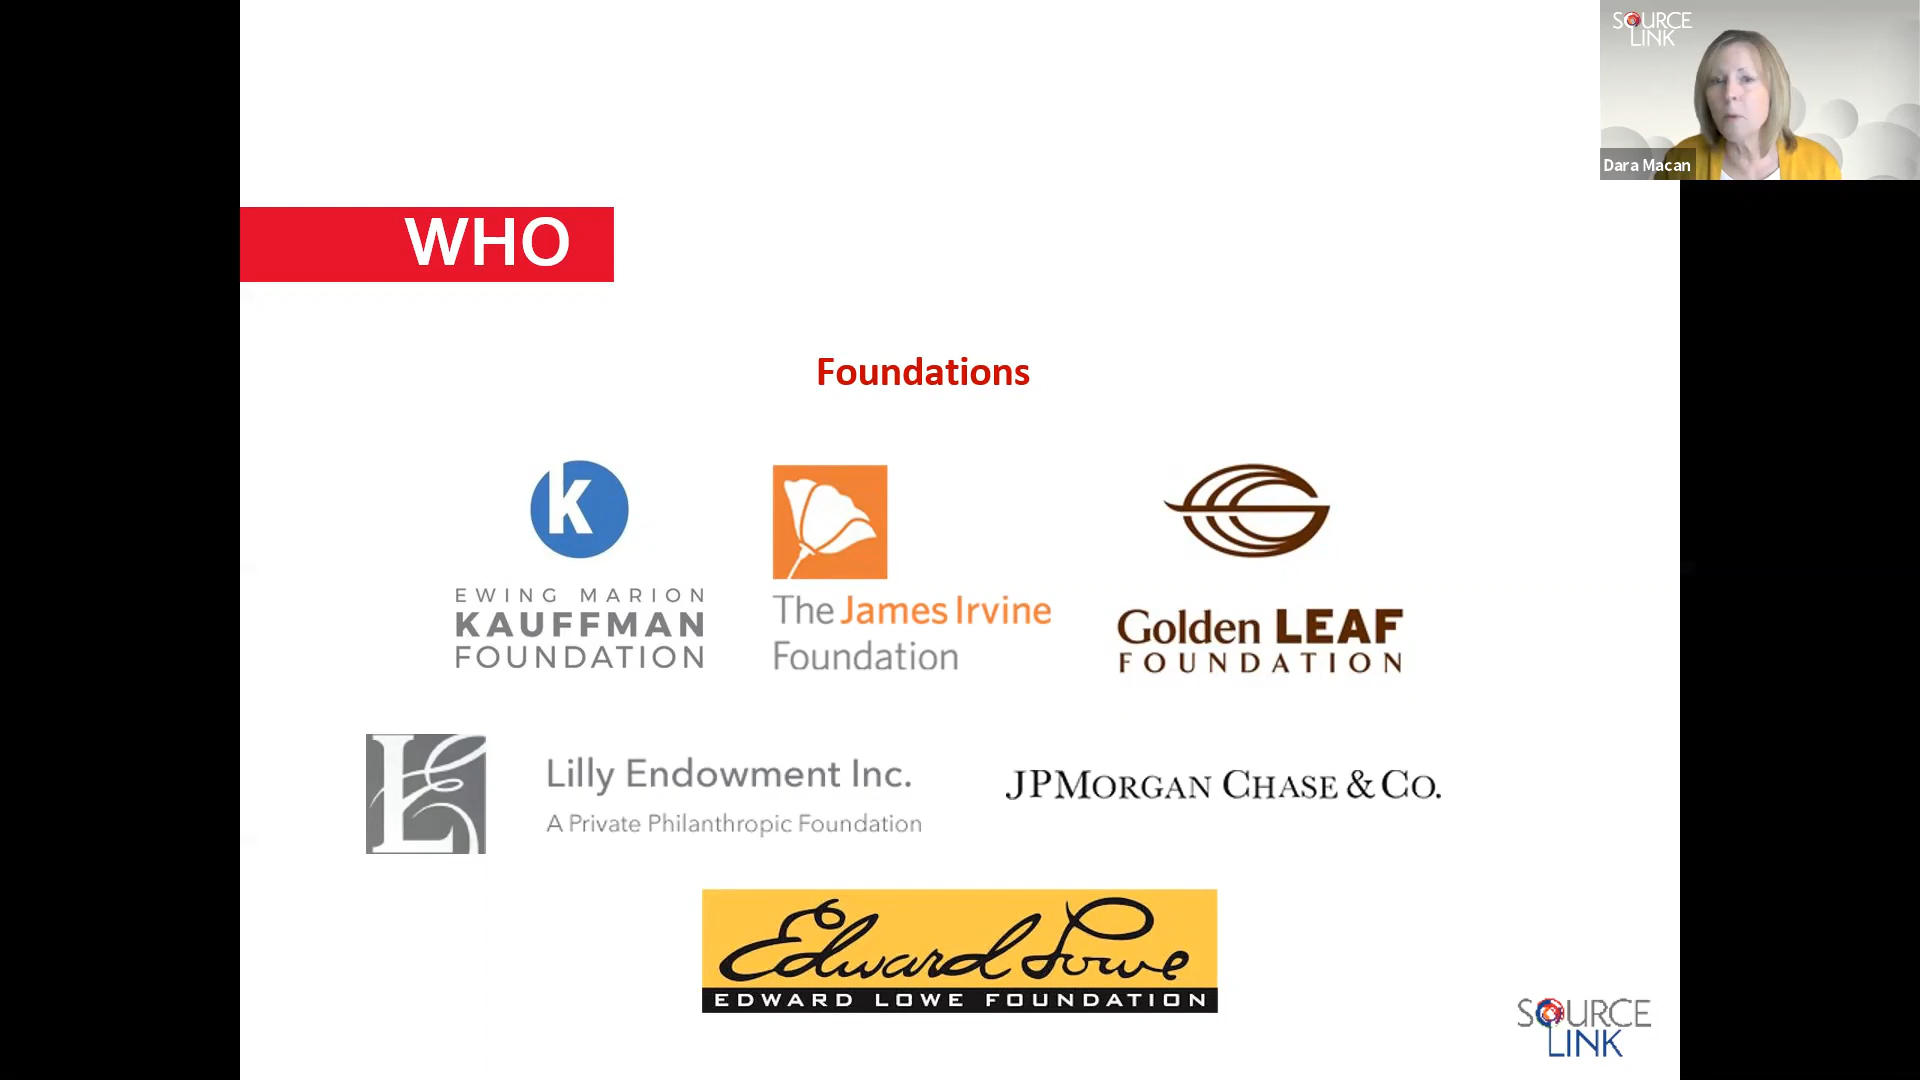 SOURCE
LINK
Dara Macan
WHO
Foundations
K
EWING MARION
KAUFFMAN
FOUNDATION
The James Irvine
Foundation
Golden LEAF
FOUNDATION
Lilly Endowment Inc.
A Private Philanthropic Foundation
JPMORGAN CHASE & CO.
Edward Lowe
EDWARD LOWE FOUNDATION
SOURCE
LINK